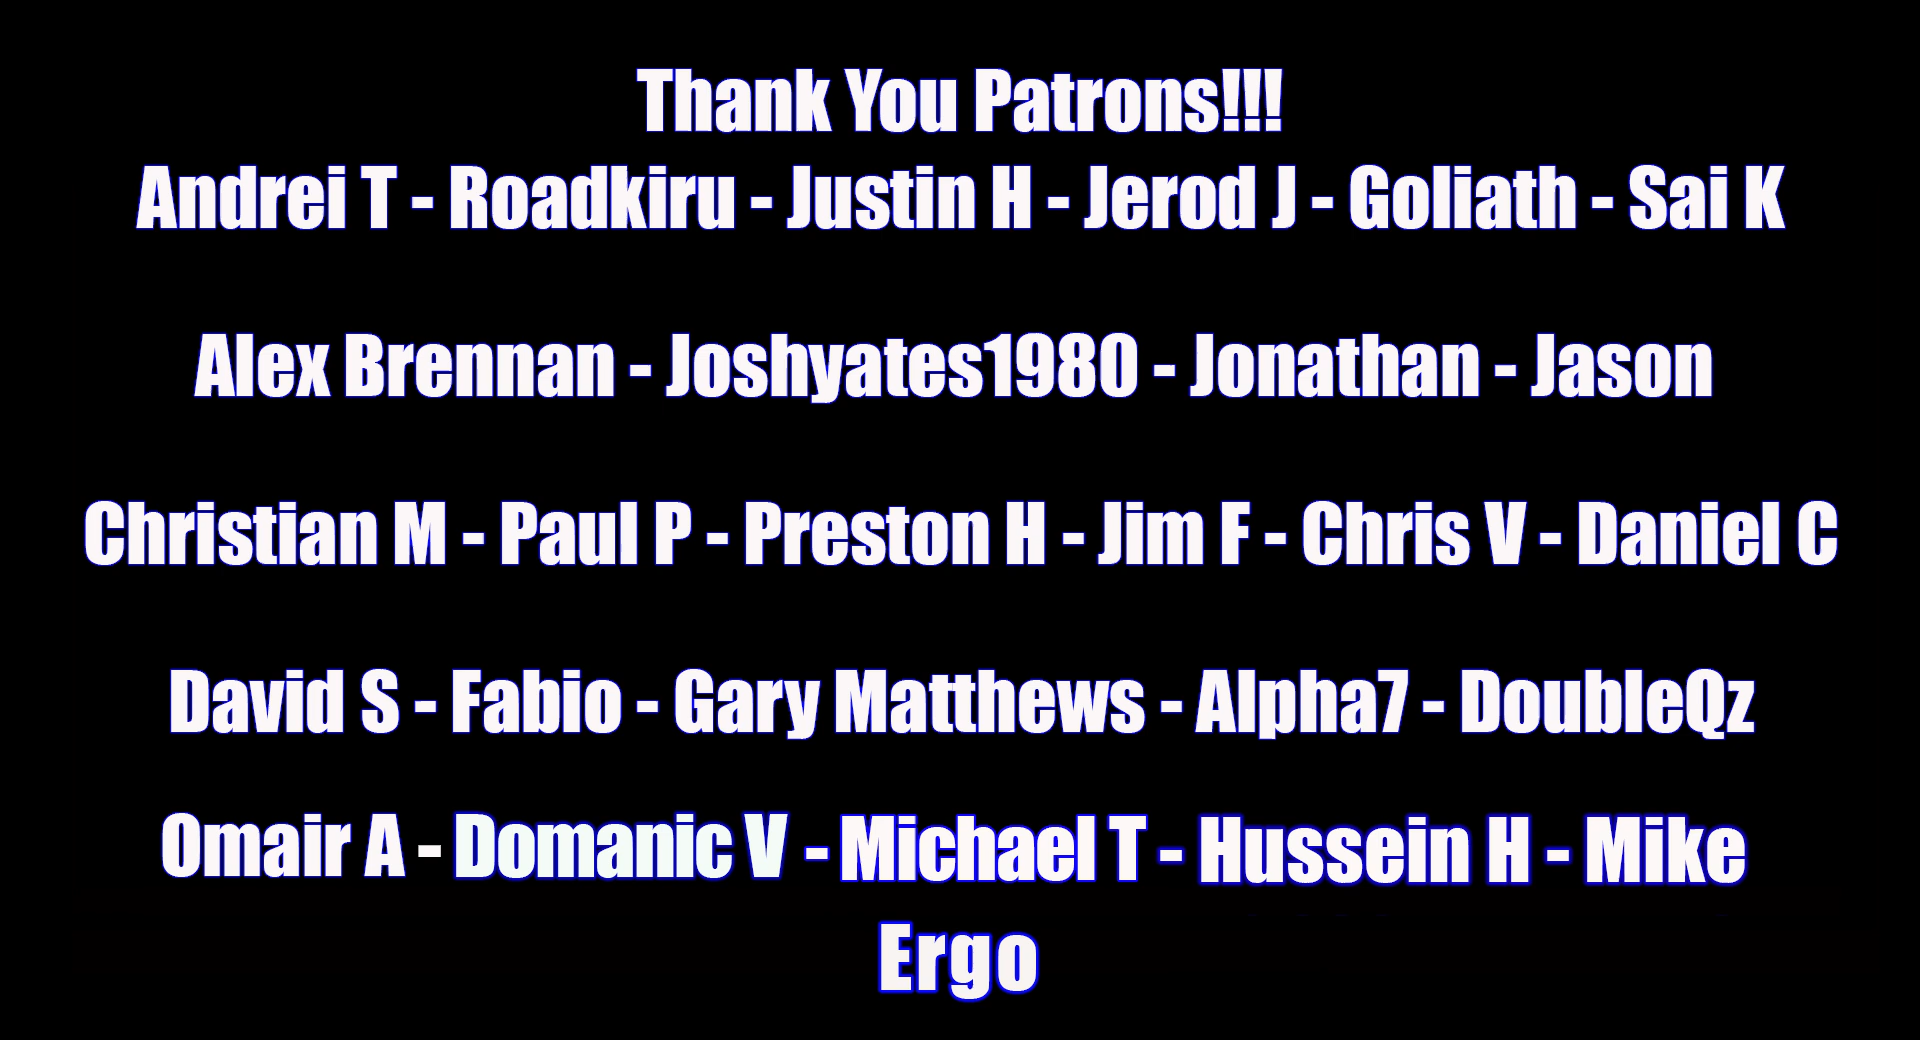 Thank You Patrons!!!
Andrei T - Roadkiru - Justin H - Jerod J - Goliath - Sai K
Alex Brennan - Joshyates1980 - Jonathan - Jason
Christian M - Paul P - Preston H - Jim F - Chris V - Daniel C
David S - Fabio - Gary Matthews - Alpha7 - DoubleQz
Omair A - Domanic V - Michael T - Hussein H - Mike
Ergo